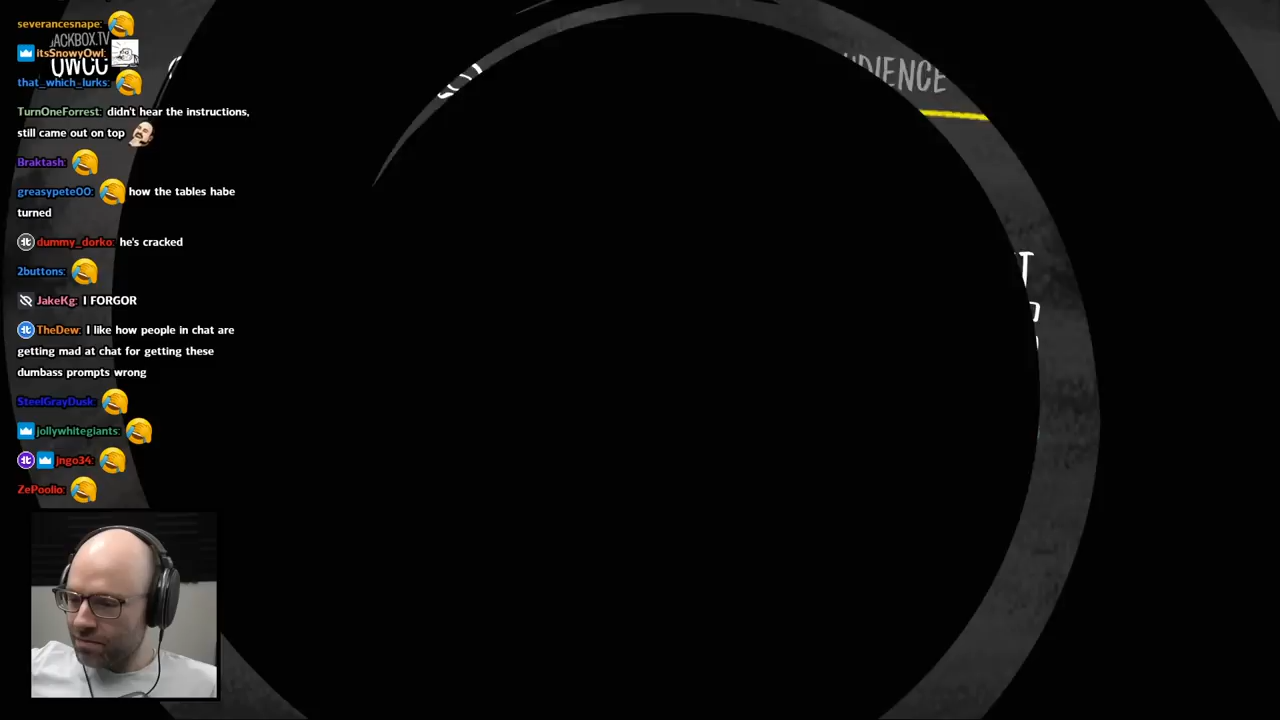 severancesnape:
JACKBOX.TV
itsSnowyOwl:
OWCC
that_which_lurks:
TurnOneForrest: didn't hear the instructions,
still came out on top
Braktash:
greasypete00: how the tables habe
turned
dummy_dorko: he's cracked
2buttons:
JakeKg: I FORGOR
TheDew: I like how people in chat are
getting mad at chat for getting these
dumbass prompts wrong
SteelGrayDusk:
jollywhitegiants:
jngo34:
ZePoolio:
UDIENCE